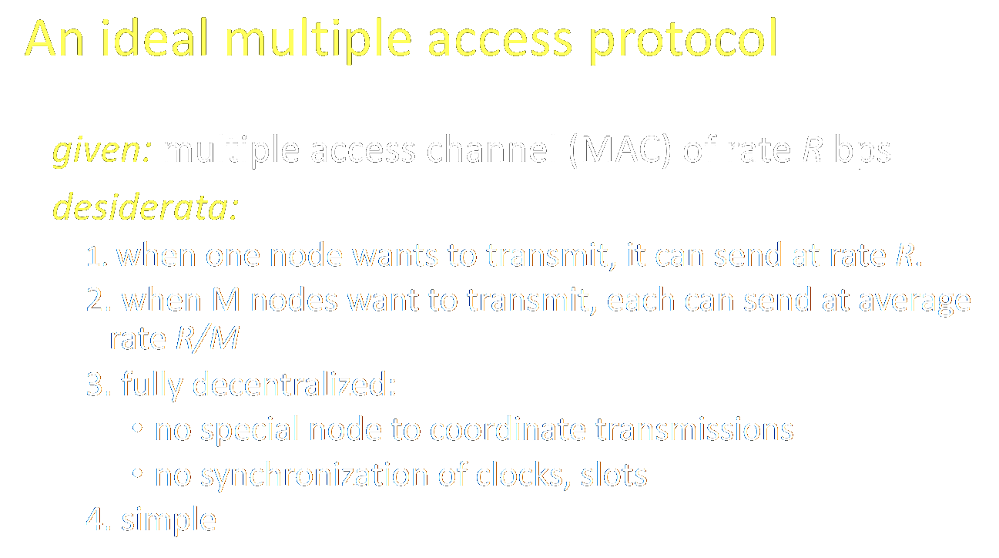 An ideal multiple access protocol
given: multiple access channel (MAC) of rate R bps
desiderata:
1. when one node wants to transmit, it can send at rate R.
2. when M nodes want to transmit, each can send at average
rate R/M
3. fully decentralized:
• no special node to coordinate transmissions
• no synchronization of clocks, slots
4. simple